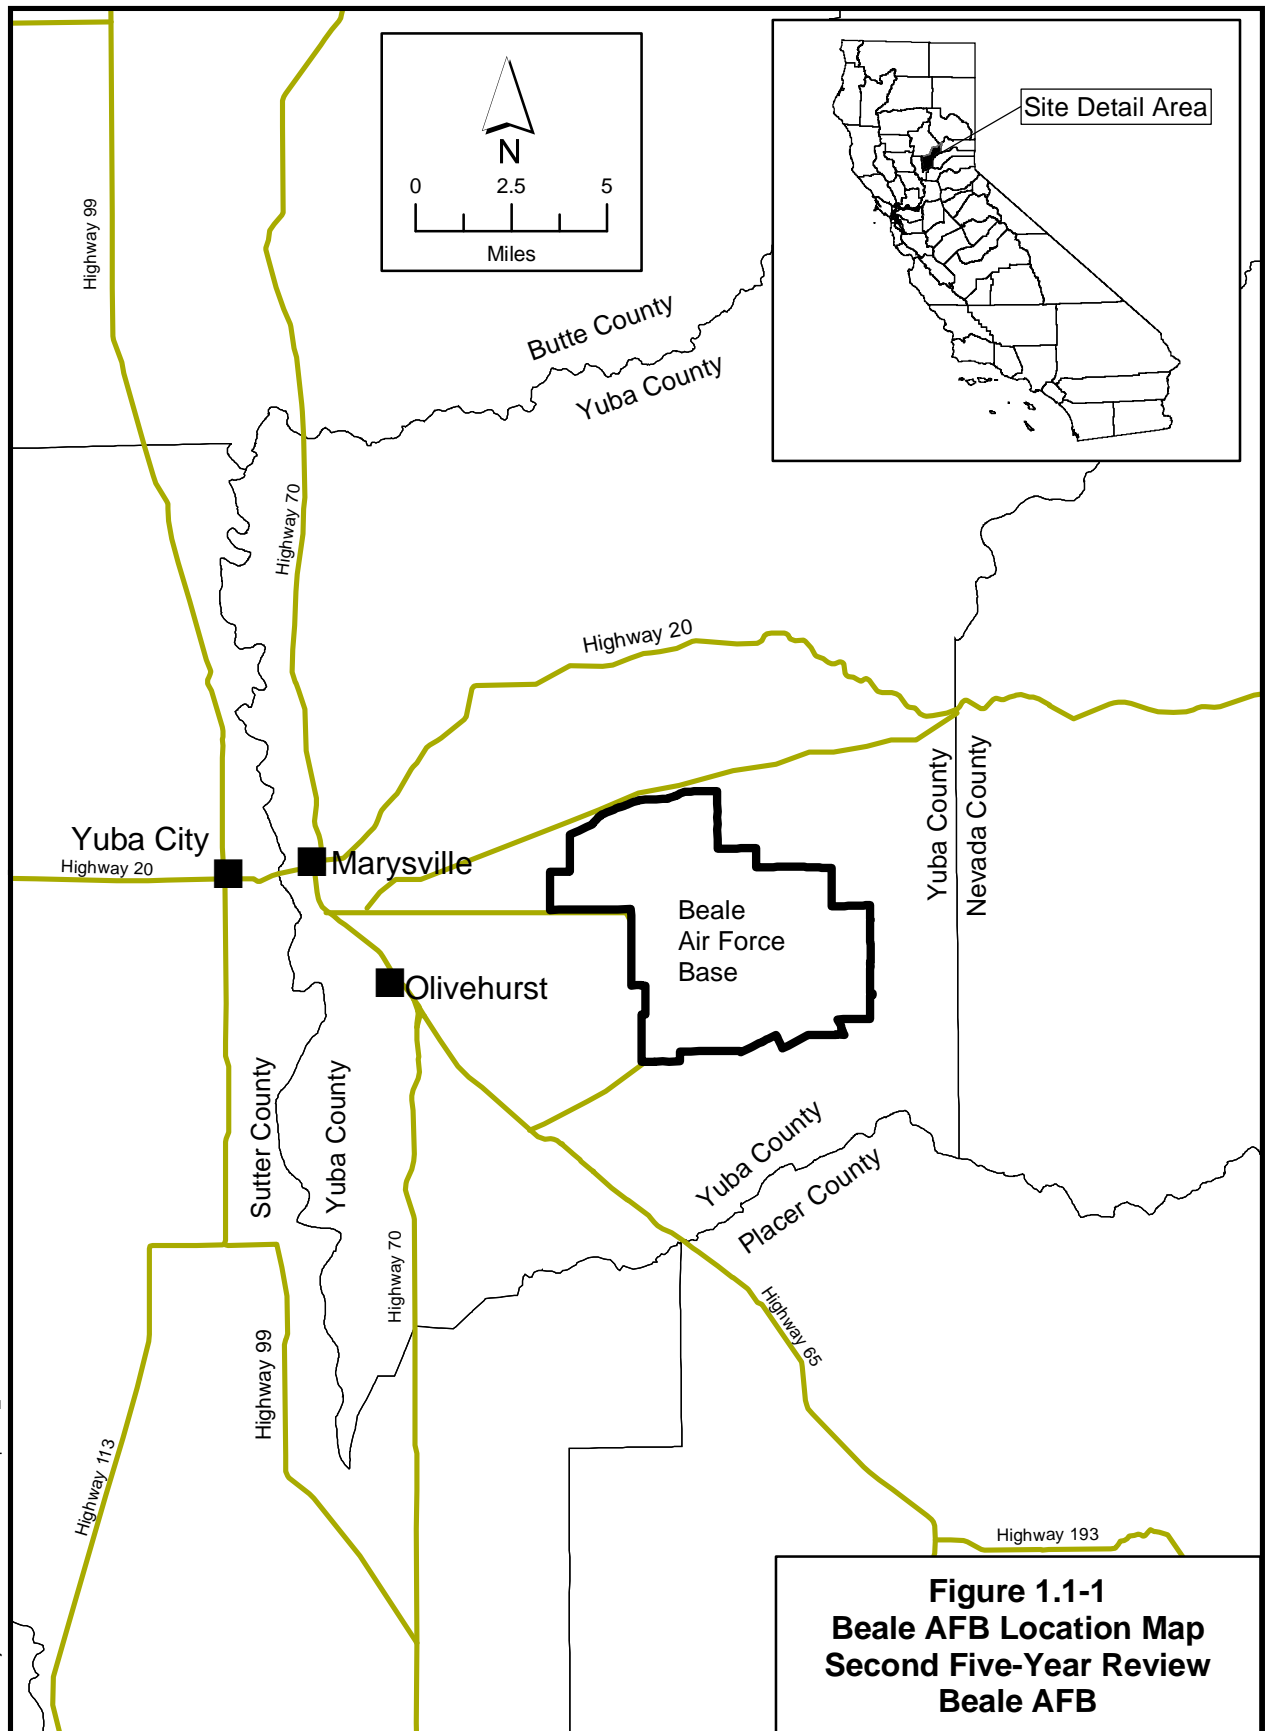 Site Detail Area
N
0 2.5 5
Miles
Highway 99
Butte County
Yuba County
Highway 70
Highway 20
Yuba County
Nevada County
Yuba City
Highway 20
Marysville
Beale
Air Force
Base
Olivehurst
Sutter County
Yuba County
Yuba County
Placer County
Highway 70
Highway 65
Highway 99
Highway 113
Highway 193
Figure 1.1-1
Beale AFB Location Map
Second Five-Year Review
Beale AFB